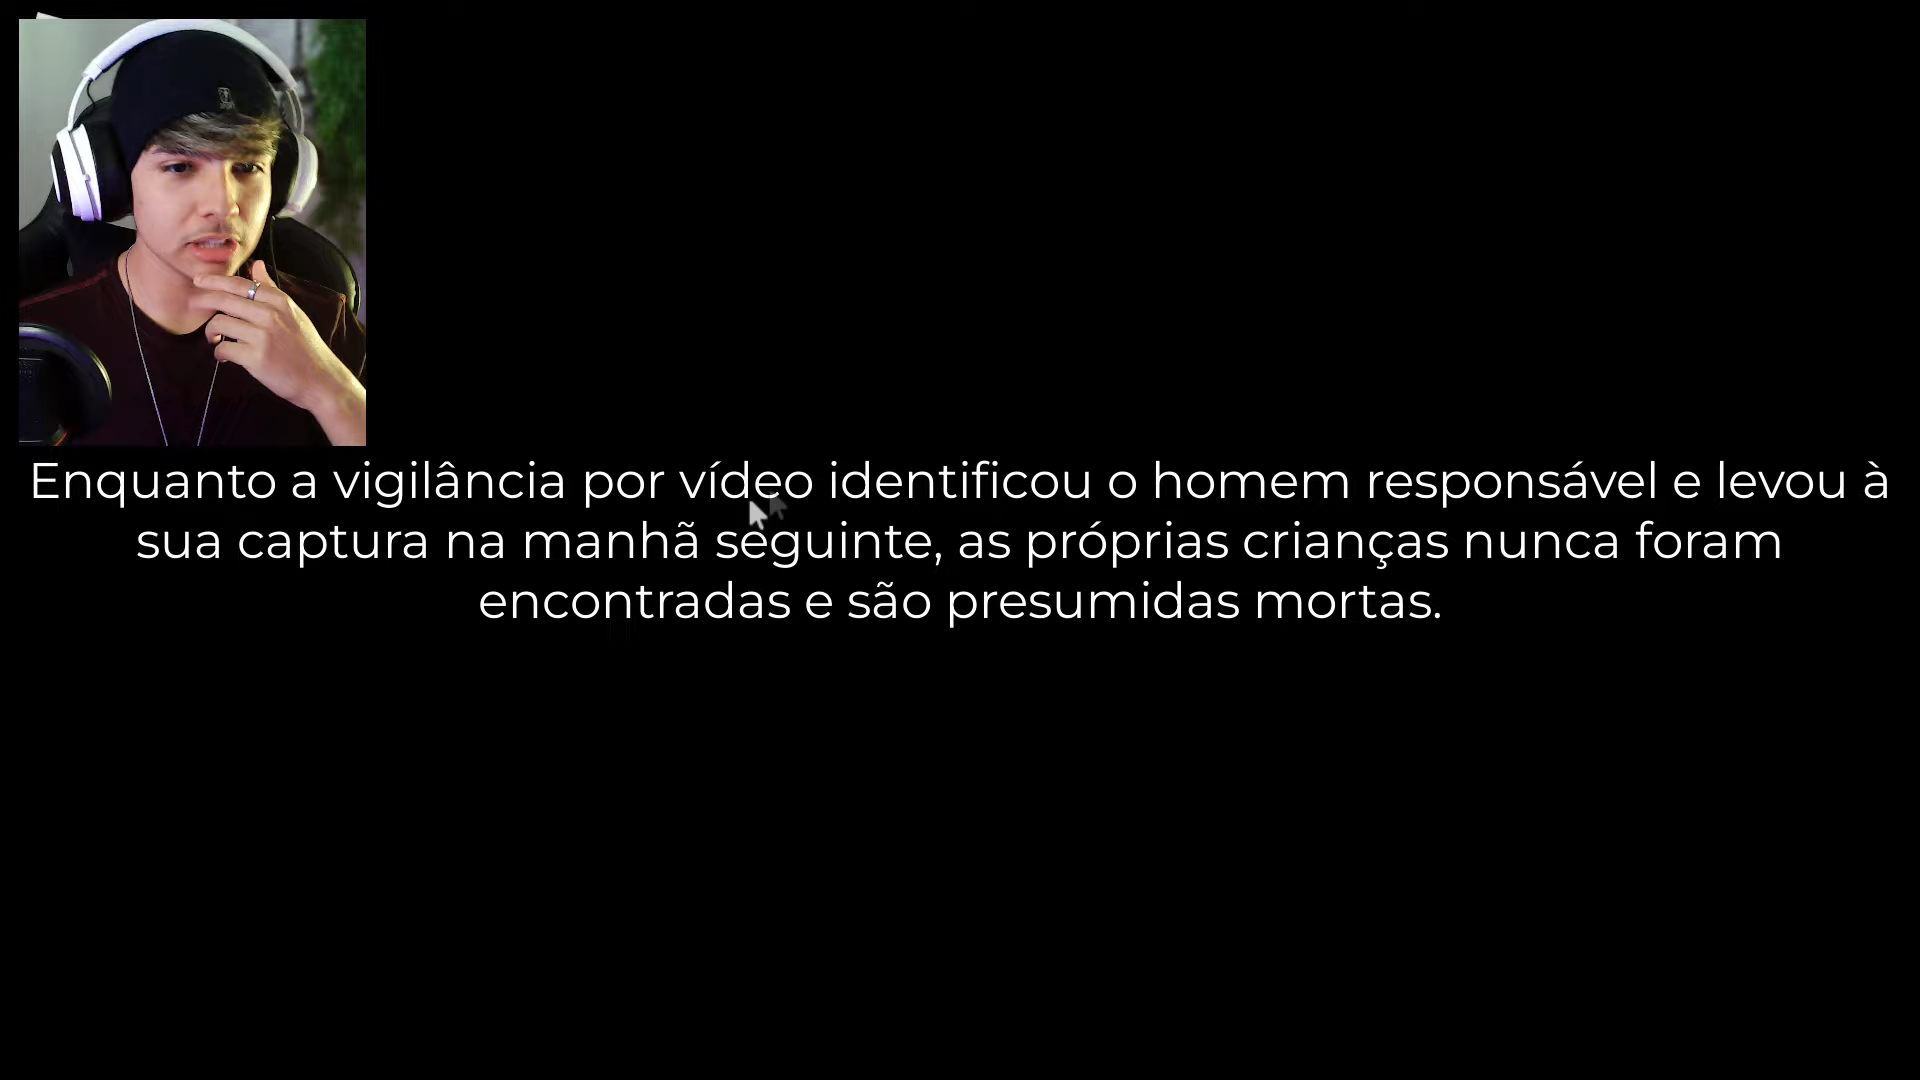 Enquanto a vigilância por vídeo identificou o homem responsável e levou à
sua captura na manhã seguinte, as próprias crianças nunca foram
encontradas e são presumidas mortas.